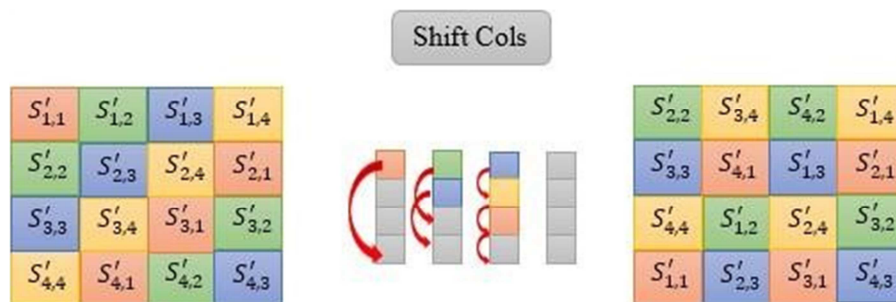 Shift Cols
S'1,1 S'1,2 S'1,3 S'1,4
S'2,2 S'2,3 S'2,4 S'2,1
S'3,3 S'3,4 S'3,1 S'3,2
S'4,4 S'4,1 S'4,2 S'4,3
S'2,2 S'3,4 S'4,2 S'1,4
S'3,3 S'4,1 S'1,3 S'2,1
S'4,4 S'1,2 S'2,4 S'3,2
S'1,1 S'2,3 S'3,1 S'4,3